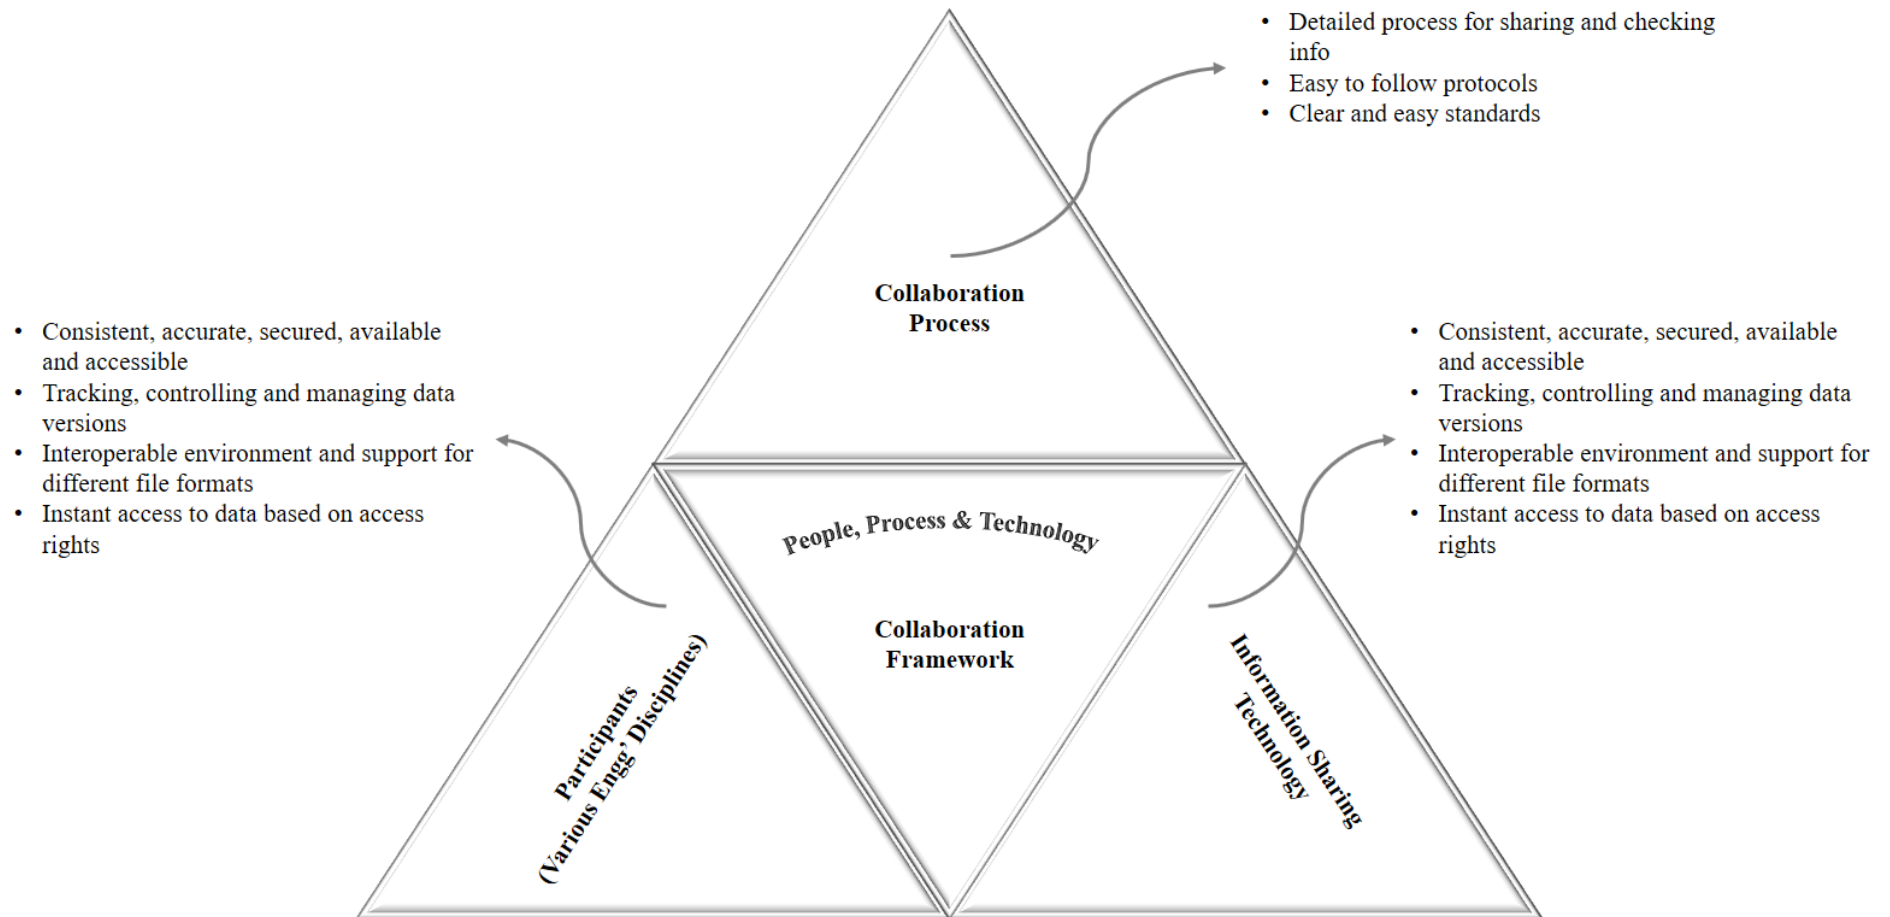 • Detailed process for sharing and checking
info
• Easy to follow protocols
• Clear and easy standards
Collaboration
Process
• Consistent, accurate, secured, available
and accessible
• Tracking, controlling and managing data
versions
• Interoperable environment and support for
different file formats
• Instant access to data based on access
rights
• Consistent, accurate, secured, available
and accessible
• Tracking, controlling and managing data
versions
• Interoperable environment and support for
different file formats
• Instant access to data based on access
rights
People, Process & Technology
Collaboration
Framework
Participants
(Various Engg’ Disciplines)
Information Sharing
Technology